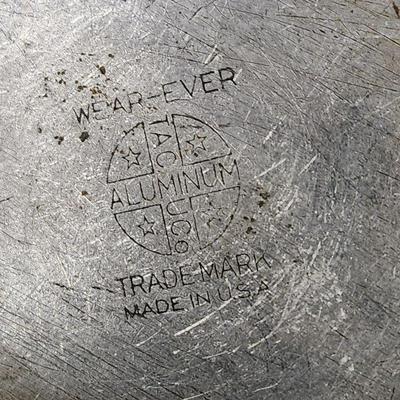 WEAR-EVER
TAC
ALUMINUM
UCo
TRADE MARK
MADE IN U.S.A